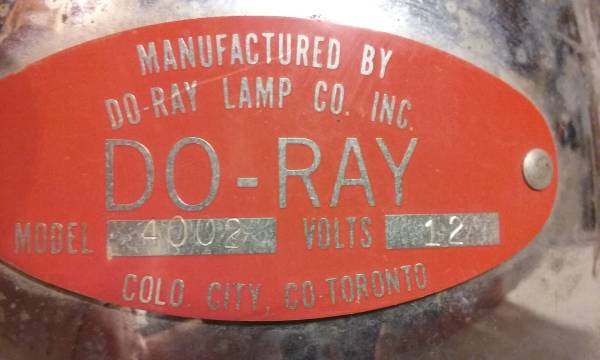 MANUFACTURED BY
DO-RAY LAMP CO. INC.
DO-RAY
MODEL 4002 VOLTS 12
COLO. CITY, CO-TORONTO